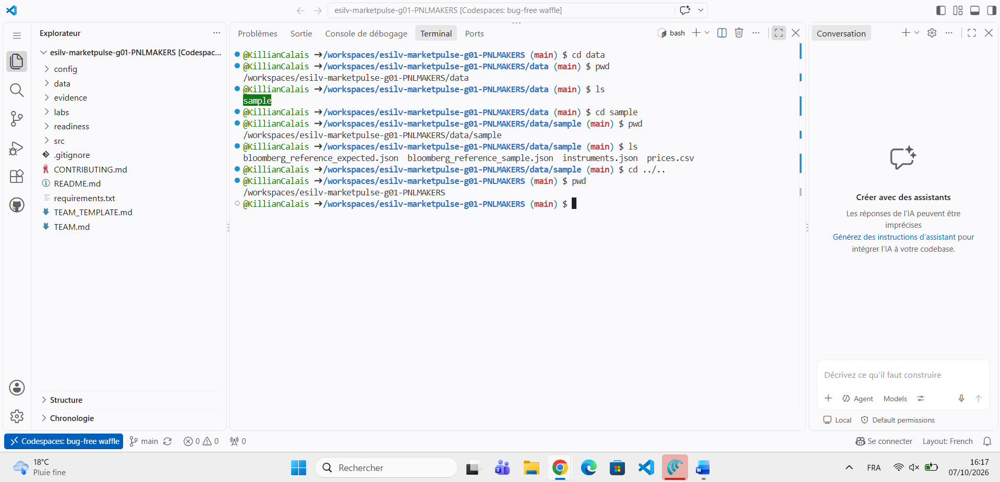 esilv-marketpulse-g01-PNLMAKERS [Codespaces: bug-free waffle]
Explorateur
esilv-marketpulse-g01-PNLMAKERS [Codespac...
config
data
evidence
labs
readiness
src
.gitignore
CONTRIBUTING.md
README.md
requirements.txt
TEAM_TEMPLATE.md
TEAM.md
Structure
Chronologie
Problèmes Sortie Console de débogage Terminal Ports
bash
@KillianCalais ➜/workspaces/esilv-marketpulse-g01-PNLMAKERS (main) $ cd data
@KillianCalais ➜/workspaces/esilv-marketpulse-g01-PNLMAKERS/data (main) $ pwd
/workspaces/esilv-marketpulse-g01-PNLMAKERS/data
@KillianCalais ➜/workspaces/esilv-marketpulse-g01-PNLMAKERS/data (main) $ ls
sample
@KillianCalais ➜/workspaces/esilv-marketpulse-g01-PNLMAKERS/data (main) $ cd sample
@KillianCalais ➜/workspaces/esilv-marketpulse-g01-PNLMAKERS/data/sample (main) $ pwd
/workspaces/esilv-marketpulse-g01-PNLMAKERS/data/sample
@KillianCalais ➜/workspaces/esilv-marketpulse-g01-PNLMAKERS/data/sample (main) $ ls
bloomberg_reference_expected.json bloomberg_reference_sample.json instruments.json prices.csv
@KillianCalais ➜/workspaces/esilv-marketpulse-g01-PNLMAKERS/data/sample (main) $ cd ../..
@KillianCalais ➜/workspaces/esilv-marketpulse-g01-PNLMAKERS (main) $ pwd
/workspaces/esilv-marketpulse-g01-PNLMAKERS
@KillianCalais ➜/workspaces/esilv-marketpulse-g01-PNLMAKERS (main) $
Conversation
Créer avec des assistants
Les réponses de l'IA peuvent être
imprécises
Générez des instructions d'assistant pour
intégrer l'IA à votre codebase.
Décrivez ce qu'il faut construire
Agent Models
Local Default permissions
Codespaces: bug-free waffle main 0 0 0
Se connecter Layout: French
18°C
Pluie fine
Rechercher
FRA
16:17
07/10/2026